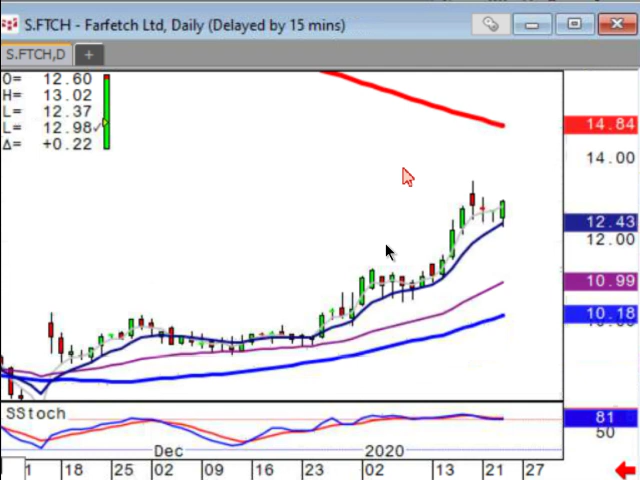 S.FTCH - Farfetch Ltd, Daily (Delayed by 15 mins)
S.FTCH,D
O= 12.60
H= 13.02
L= 12.37
L= 12.98
Δ= +0.22
14.84
14.00
12.43
12.00
10.99
10.18
SStoch
81
50
Dec 2020
18 25 02 09 16 23 02 13 21 27